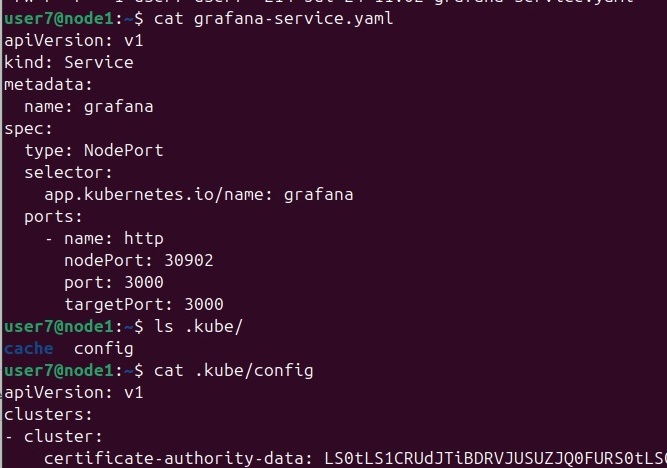 user7@node1:~$ cat grafana-service.yaml
apiVersion: v1
kind: Service
metadata:
  name: grafana
spec:
  type: NodePort
  selector:
    app.kubernetes.io/name: grafana
  ports:
    - name: http
      nodePort: 30902
      port: 3000
      targetPort: 3000
user7@node1:~$ ls .kube/
cache  config
user7@node1:~$ cat .kube/config
apiVersion: v1
clusters:
- cluster:
    certificate-authority-data: LS0tLS1CRUdJTiBDRVJUSUZJQ0FURS0tLS